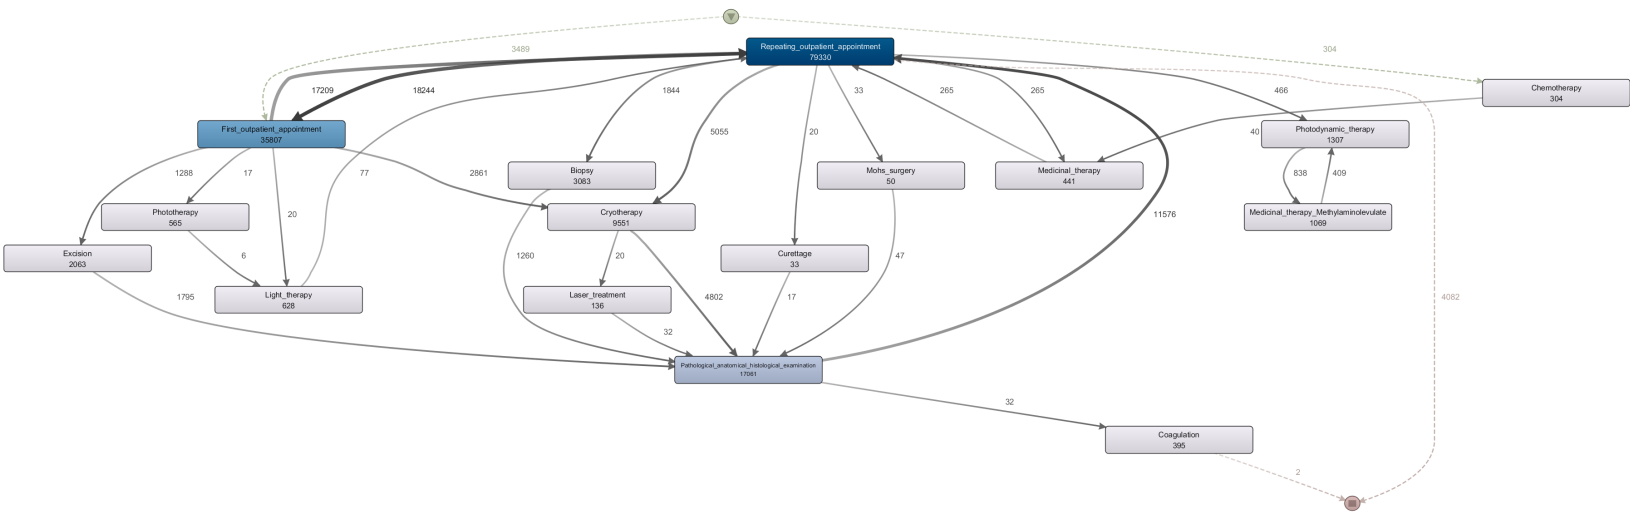 3489
304
Repeating_outpatient_appointment
79330
Chemotherapy
304
17209
18244
1844
33
265
265
466
First_outpatient_appointment
35807
5055
20
40
Photodynamic_therapy
1307
1288
17
77
2861
Biopsy
3083
Mohs_surgery
50
Medicinal_therapy
441
838
409
Phototherapy
565
20
Cryotherapy
9551
11576
Medicinal_therapy_Methylaminolevulate
1069
Excision
2063
6
1260
20
Curettage
33
47
1795
Light_therapy
628
Laser_treatment
136
4802
17
4082
32
Pathological_anatomical_histological_examination
17061
32
Coagulation
395
2